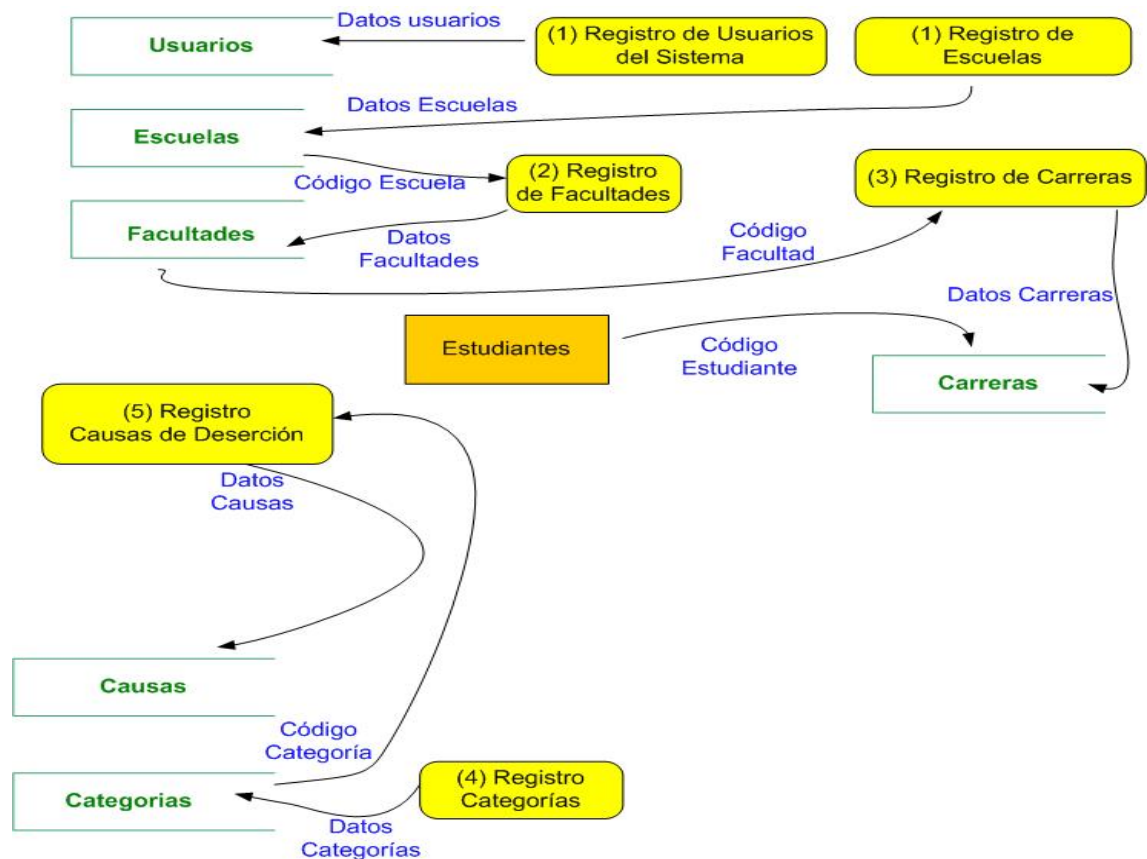 Datos usuarios
Usuarios
(1) Registro de Usuarios
del Sistema
(1) Registro de
Escuelas
Datos Escuelas
Escuelas
Código Escuela
(2) Registro
de Facultades
(3) Registro de Carreras
Facultades
Datos
Facultades
Código
Facultad
Datos Carreras
Estudiantes
Código
Estudiante
Carreras
(5) Registro
Causas de Deserción
Datos
Causas
Causas
Código
Categoría
Categorias
(4) Registro
Categorías
Datos
Categorías